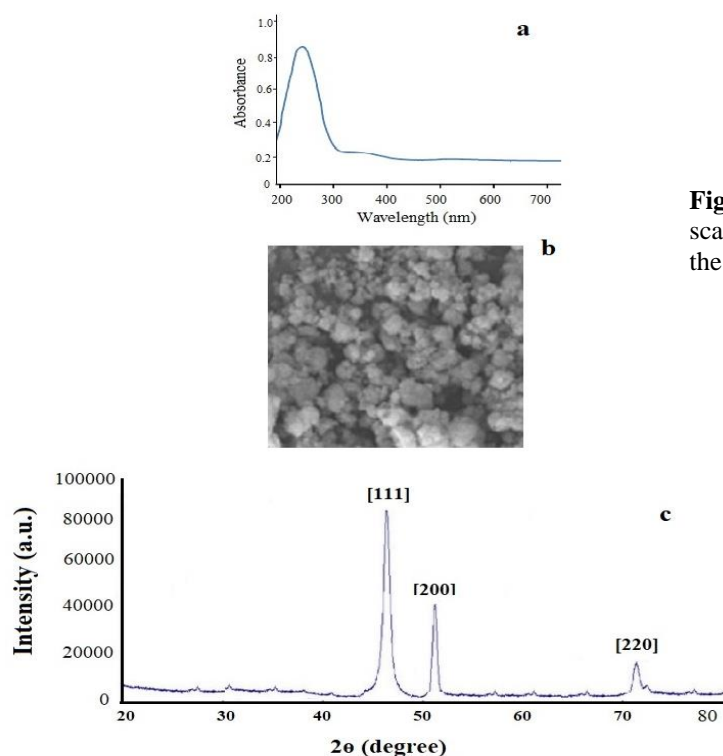 a
1.0
0.8
0.6
0.4
0.2
0
Absorbance
200 300 400 500 600 700
Wavelength (nm)
Fig
sca
the
b
c
100000
80000
60000
40000
20000
0
Intensity (a.u.)
[111]
[200]
[220]
20 30 40 50 60 70 80
2ɵ (degree)